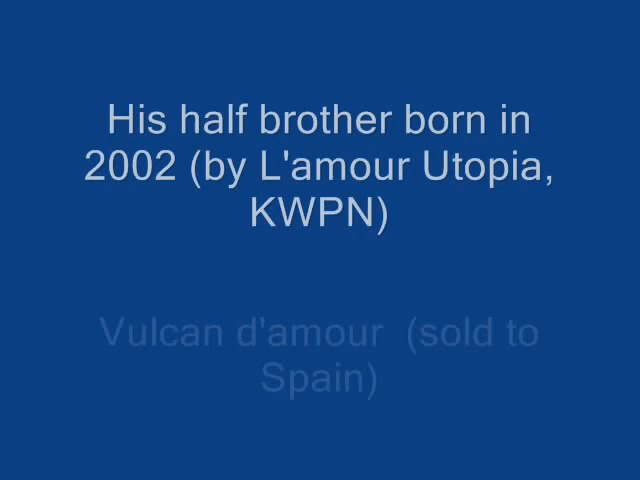 His half brother born in
2002 (by L'amour Utopia,
KWPN)
Vulcan d'amour  (sold to
Spain)